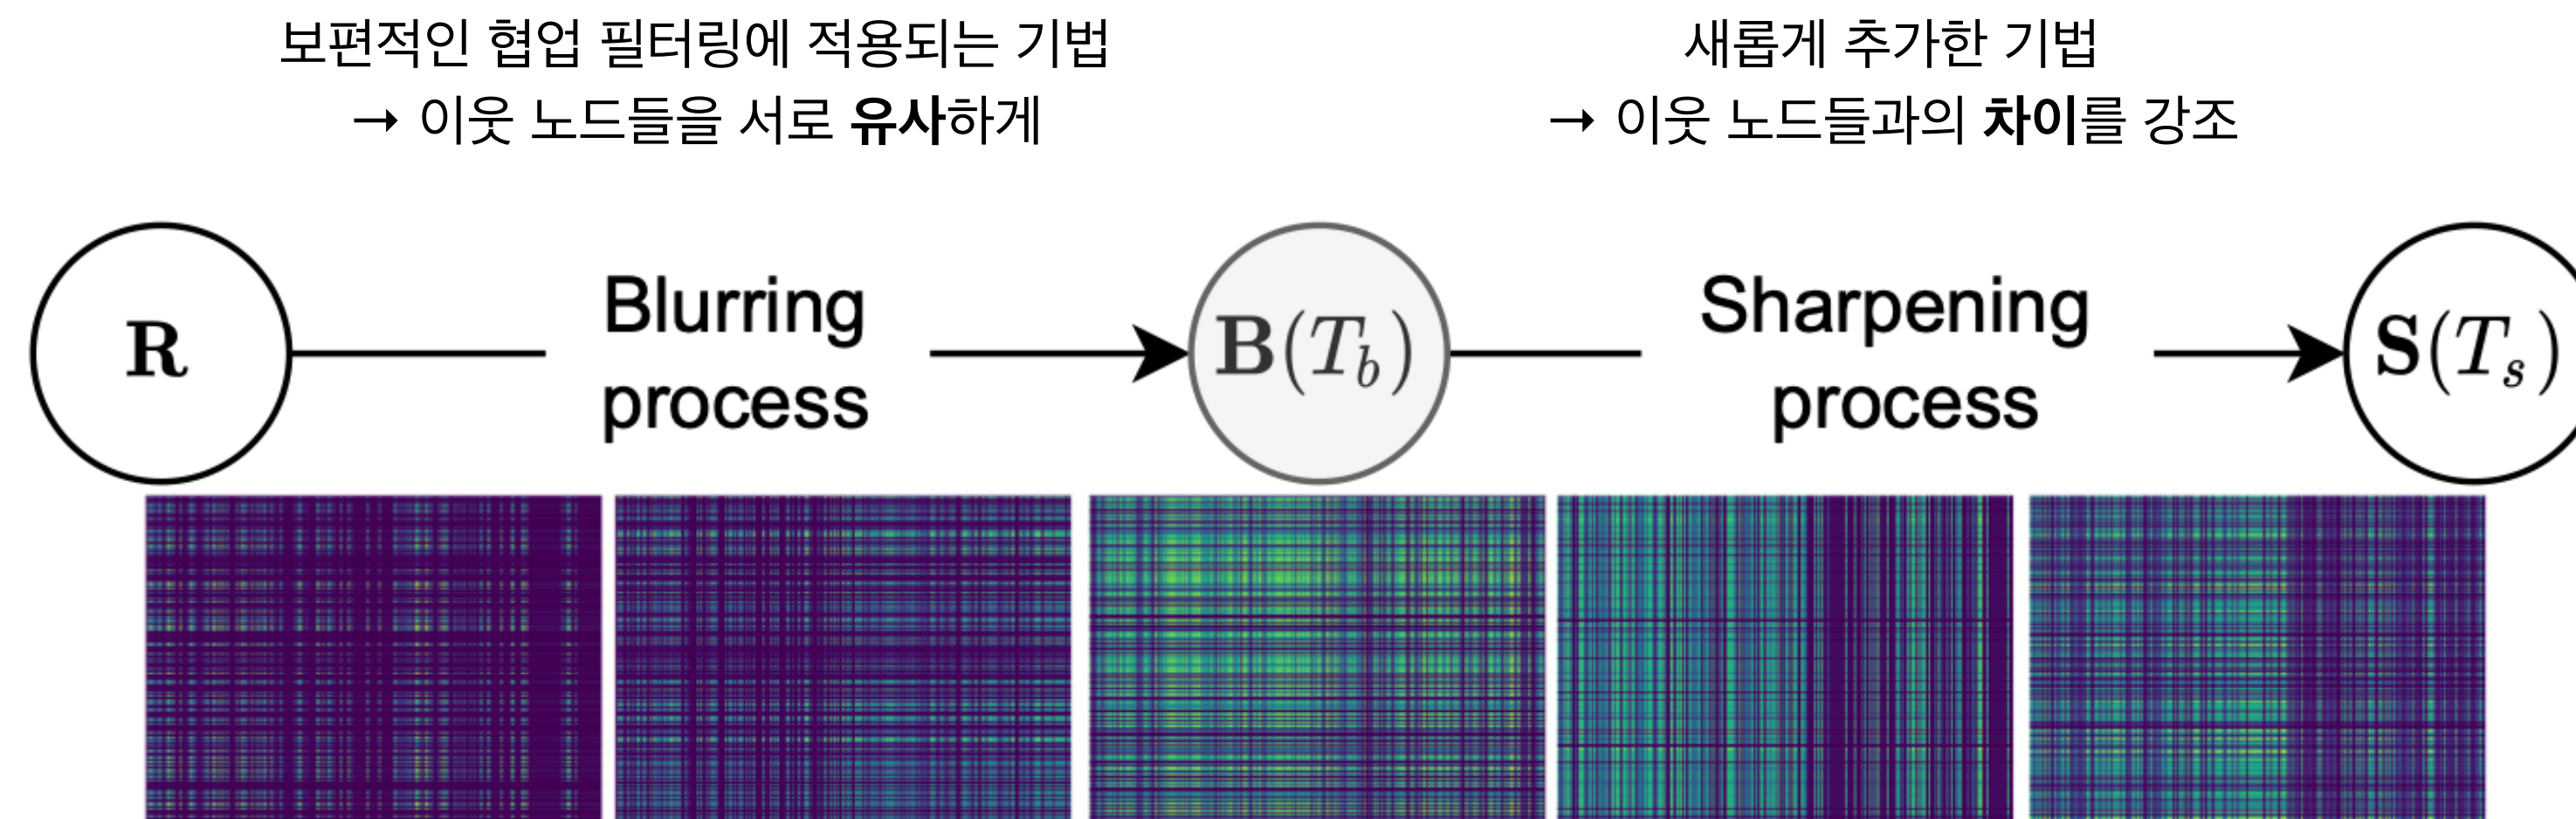 보편적인 협업 필터링에 적용되는 기법
→ 이웃 노드들을 서로 유사하게
새롭게 추가한 기법
→ 이웃 노드들과의 차이를 강조
R
Blurring
process
B(T_b)
Sharpening
process
S(T_s)